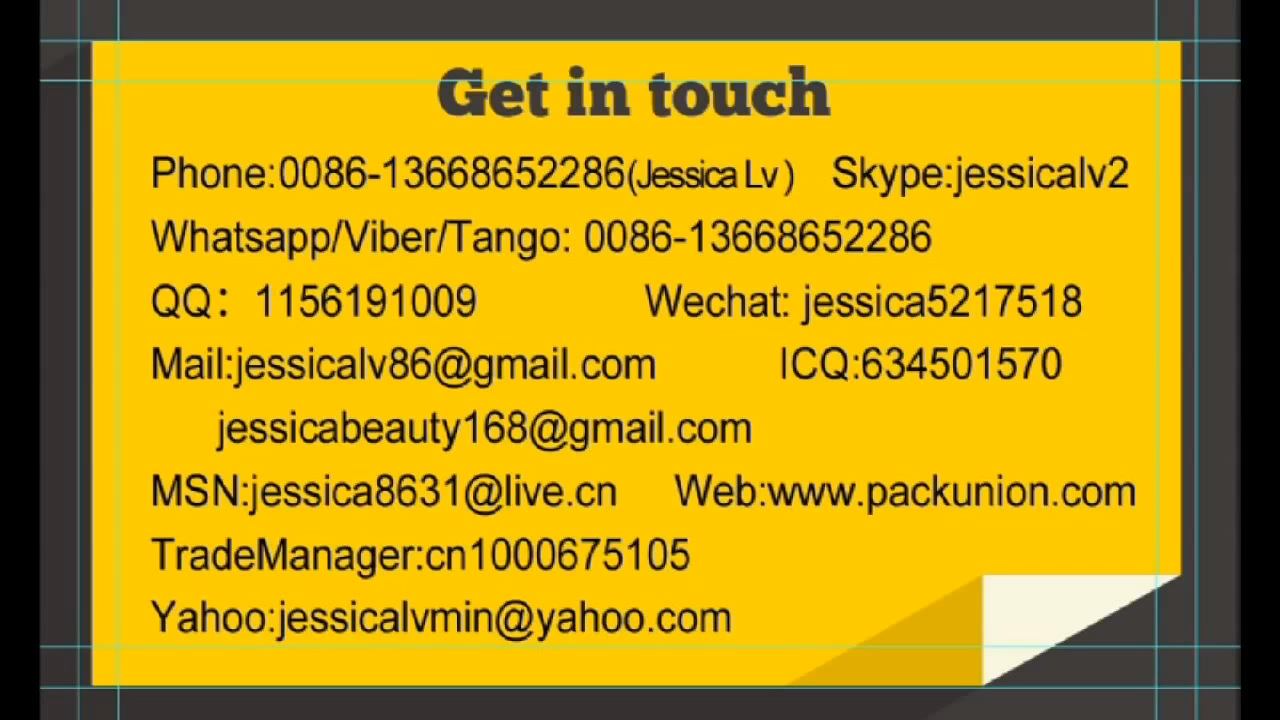 Get in touch
Phone:0086-13668652286(Jessica Lv ) Skype:jessicalv2
Whatsapp/Viber/Tango: 0086-13668652286
QQ：1156191009 Wechat: jessica5217518
Mail:jessicalv86@gmail.com ICQ:634501570
jessicabeauty168@gmail.com
MSN:jessica8631@live.cn Web:www.packunion.com
TradeManager:cn1000675105
Yahoo:jessicalvmin@yahoo.com